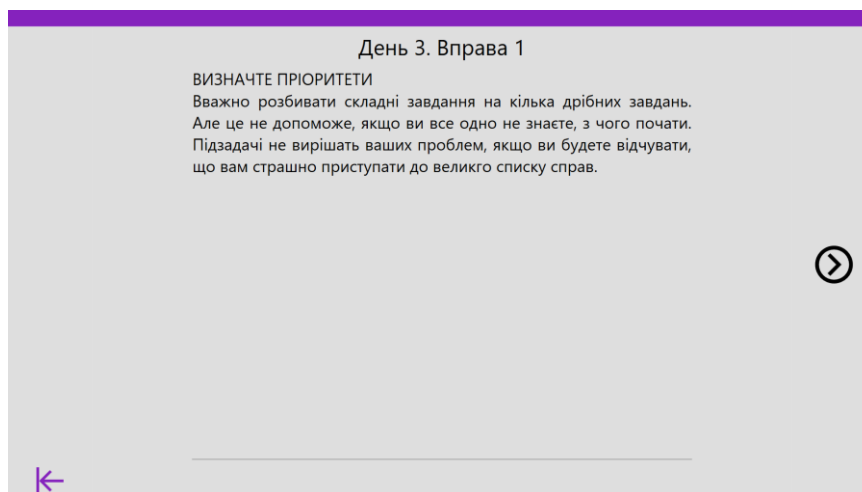 День 3. Вправа 1
ВИЗНАЧТЕ ПРІОРИТЕТИ
Вважно розбивати складні завдання на кілька дрібних завдань.
Але це не допоможе, якщо ви все одно не знаєте, з чого почати.
Підзадачі не вирішать ваших проблем, якщо ви будете відчувати,
що вам страшно приступати до великго списку справ.